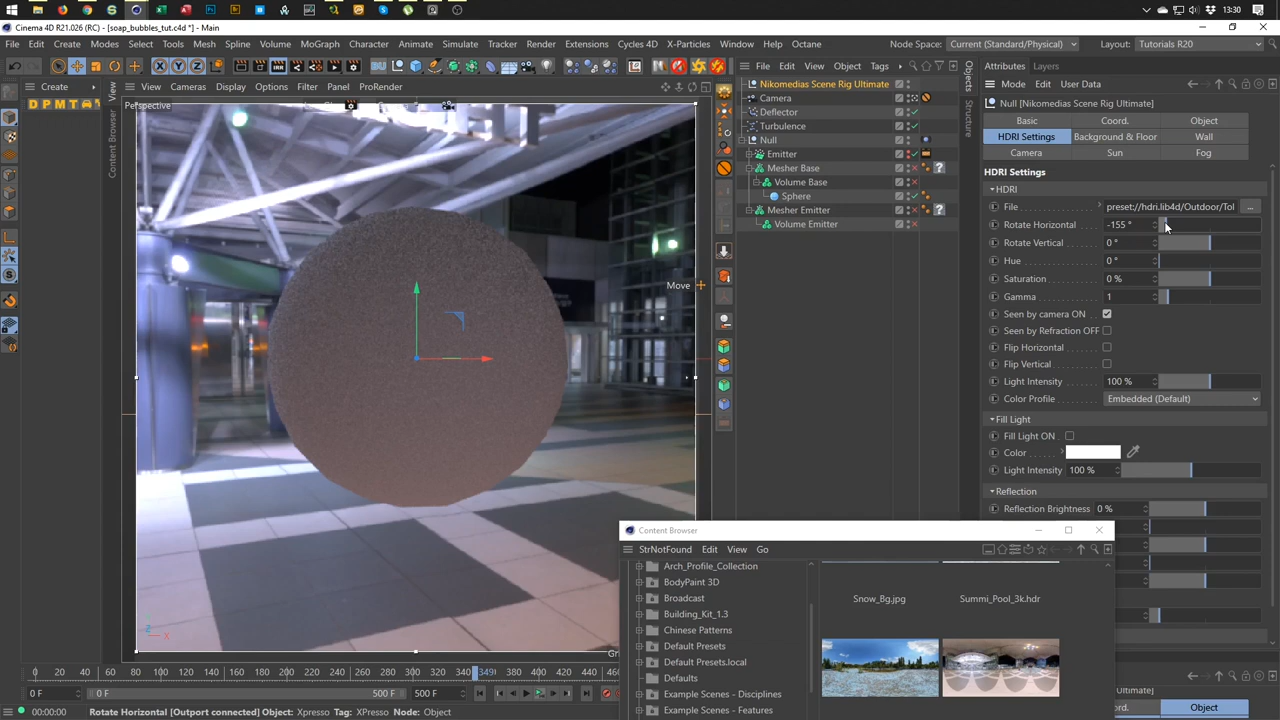 13:30
Cinema 4D R21.026 (RC) - [soap_bubbles_tut.c4d *] - Main
File Edit Create Modes Select Tools Mesh Spline Volume MoGraph Character Animate Simulate Tracker Render Extensions Cycles 4D X-Particles Window Help Octane Node Space: Current (Standard/Physical) Layout: Tutorials R20
X Y Z
Create
D P M T
View Cameras Display Options Filter Panel ProRender
Perspective
Content Browser
View
File Edit View Object Tags
Objects
Structure
Nikomedias Scene Rig Ultimate
Camera
Deflector
Turbulence
Null
Emitter
Mesher Base
Volume Base
Sphere
Mesher Emitter
Volume Emitter
Attributes Layers
Mode Edit User Data
Null [Nikomedias Scene Rig Ultimate]
Basic Coord. Object
HDRI Settings Background & Floor Wall
Camera Sun Fog
HDRI Settings
HDRI
File preset://hdri.lib4d/Outdoor/Tol ...
Rotate Horizontal -155 °
Rotate Vertical 0 °
Hue 0 °
Saturation 0 %
Gamma 1
Seen by camera ON
Seen by Refraction OFF
Flip Horizontal
Flip Vertical
Light Intensity 100 %
Color Profile Embedded (Default)
Fill Light
Fill Light ON
Color
Light Intensity 100 %
Reflection
Reflection Brightness 0 %
Move
Z X
Gr
Content Browser
StrNotFound Edit View Go
Arch_Profile_Collection
BodyPaint 3D
Broadcast
Building_Kit_1.3
Chinese Patterns
Default Presets
Default Presets.local
Defaults
Example Scenes - Disciplines
Example Scenes - Features
Snow_Bg.jpg Summi_Pool_3k.hdr
Ultimate]
ord. Object
0 20 40 60 80 100 120 140 160 180 200 220 240 260 280 300 320 349 380 400 420 440 460 48
0 F 0 F 500 F 500 F
00:00:00 Rotate Horizontal [Outport connected] Object: Xpresso Tag: XPresso Node: Object